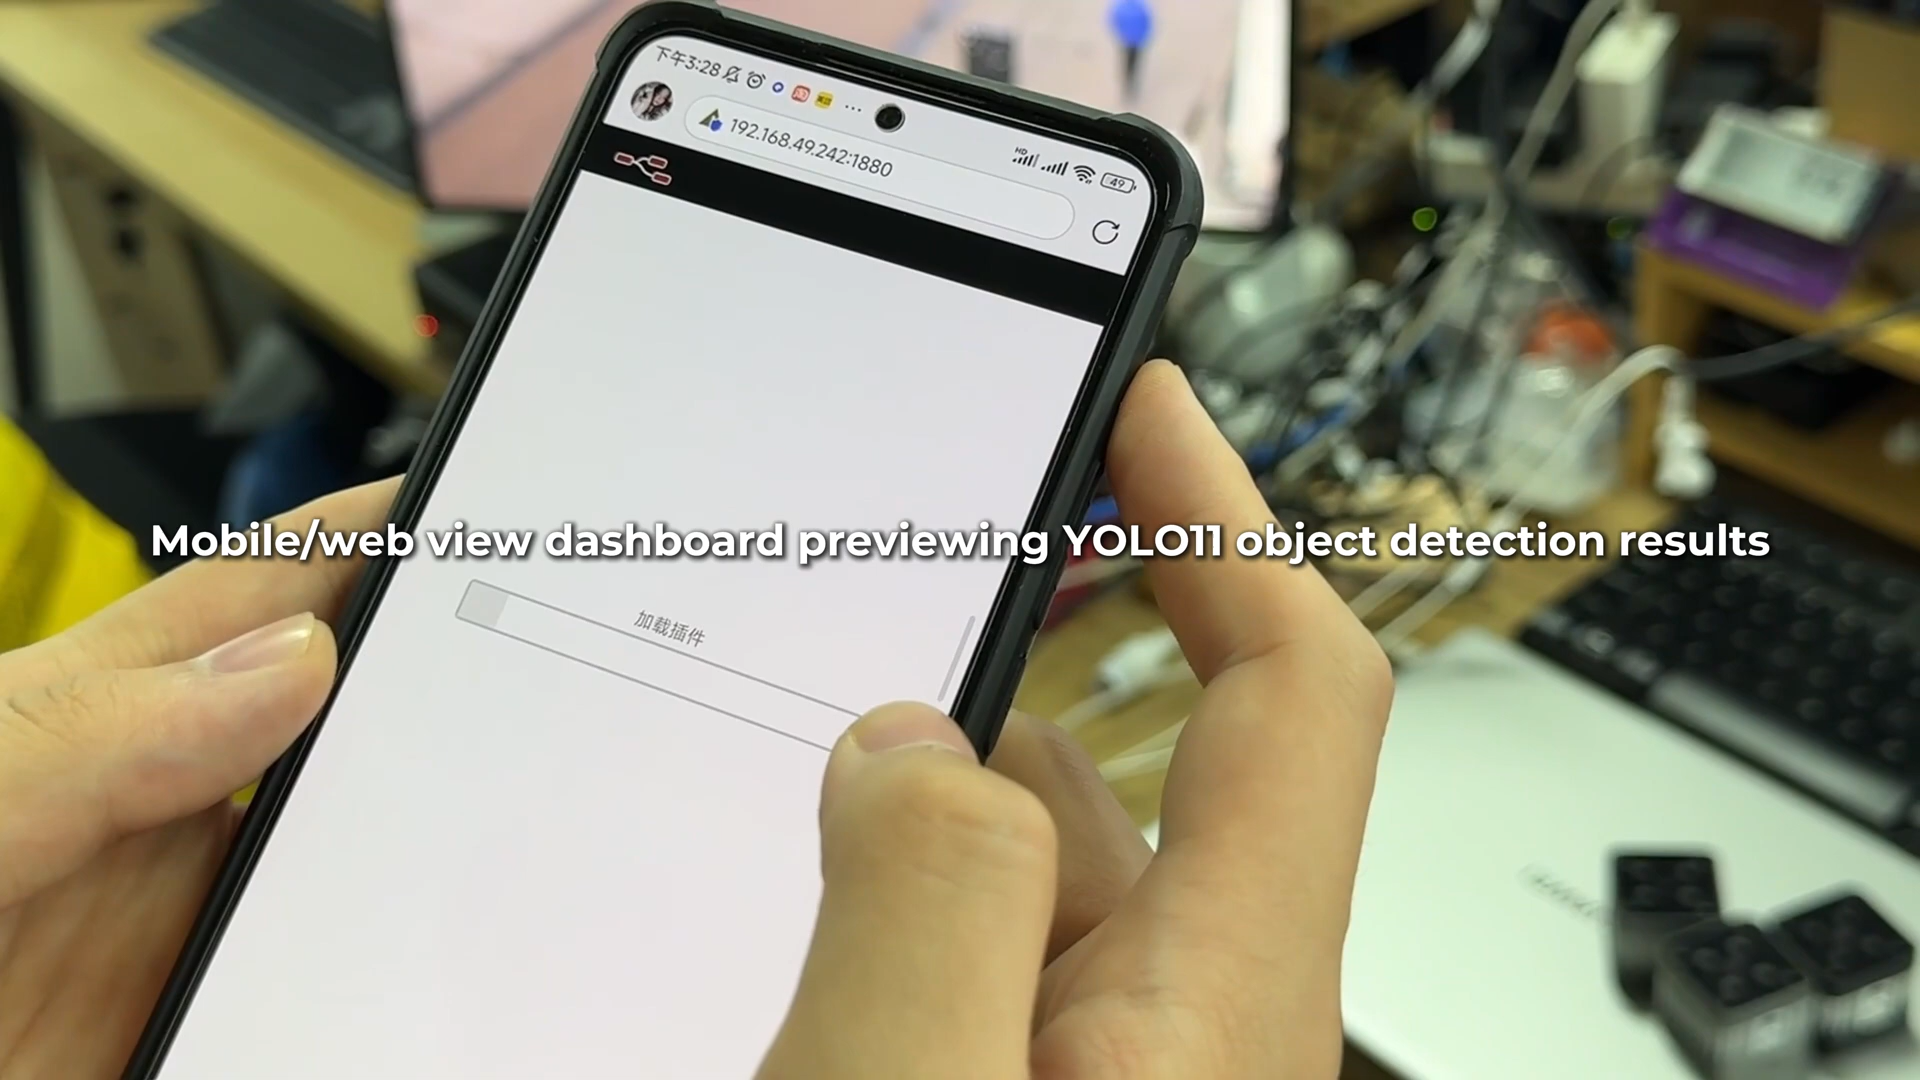 下午3:28
HD
49
192.168.49.242:1880
Mobile/web view dashboard previewing YOLO11 object detection results
加载插件